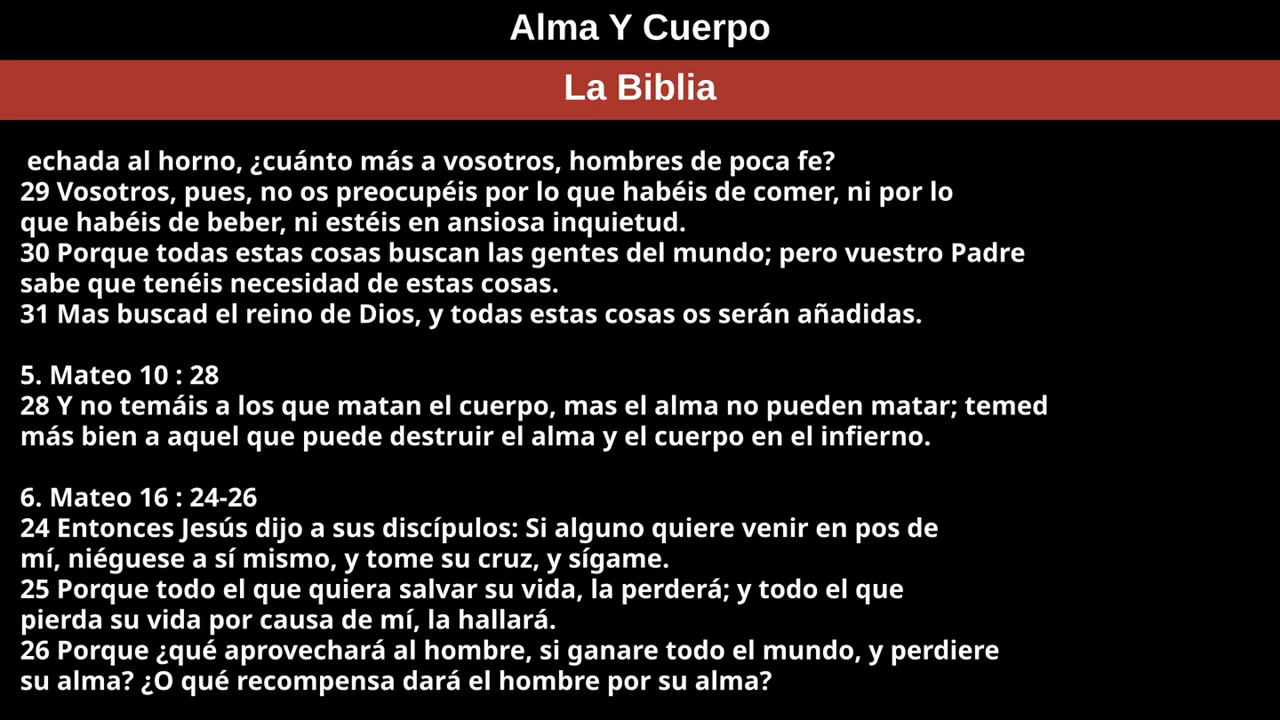 Alma Y Cuerpo
La Biblia
echada al horno, ¿cuánto más a vosotros, hombres de poca fe?
29 Vosotros, pues, no os preocupéis por lo que habéis de comer, ni por lo
que habéis de beber, ni estéis en ansiosa inquietud.
30 Porque todas estas cosas buscan las gentes del mundo; pero vuestro Padre
sabe que tenéis necesidad de estas cosas.
31 Mas buscad el reino de Dios, y todas estas cosas os serán añadidas.
5. Mateo 10 : 28
28 Y no temáis a los que matan el cuerpo, mas el alma no pueden matar; temed
más bien a aquel que puede destruir el alma y el cuerpo en el infierno.
6. Mateo 16 : 24-26
24 Entonces Jesús dijo a sus discípulos: Si alguno quiere venir en pos de
mí, niéguese a sí mismo, y tome su cruz, y sígame.
25 Porque todo el que quiera salvar su vida, la perderá; y todo el que
pierda su vida por causa de mí, la hallará.
26 Porque ¿qué aprovechará al hombre, si ganare todo el mundo, y perdiere
su alma? ¿O qué recompensa dará el hombre por su alma?